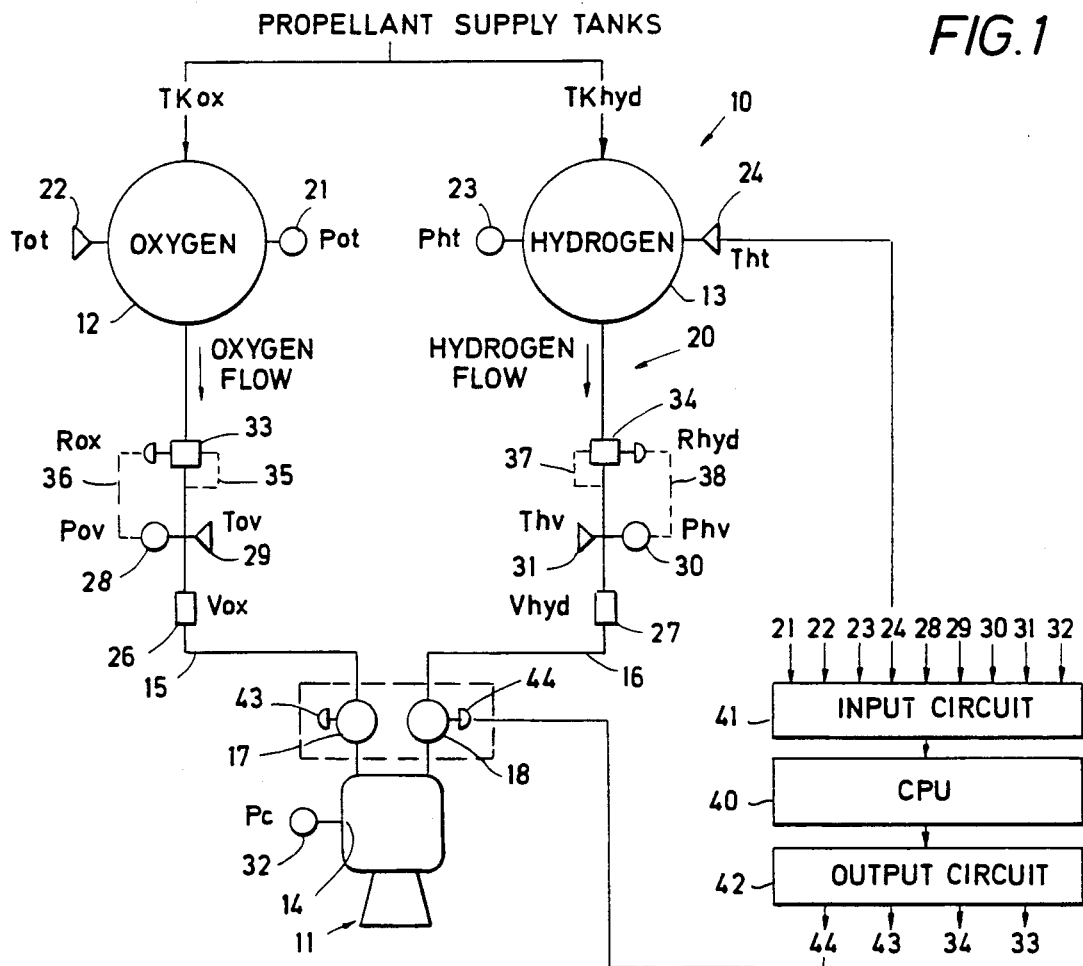 PROPELLANT SUPPLY TANKS
FIG.1
TKox
TKhyd
10
22
21
23
24
Tot
OXYGEN
Pot
Pht
HYDROGEN
Tht
12
13
OXYGEN
FLOW
HYDROGEN
FLOW
20
33
34
Rox
Rhyd
36
35
37
38
Pov
Tov
Thv
Phv
28
29
31
30
Vox
Vhyd
26
27
15
16
21 22 23 24 28 29 30 31 32
43
44
17
18
41
INPUT CIRCUIT
Pc
40
CPU
32
14
42
OUTPUT CIRCUIT
11
44 43 34 33